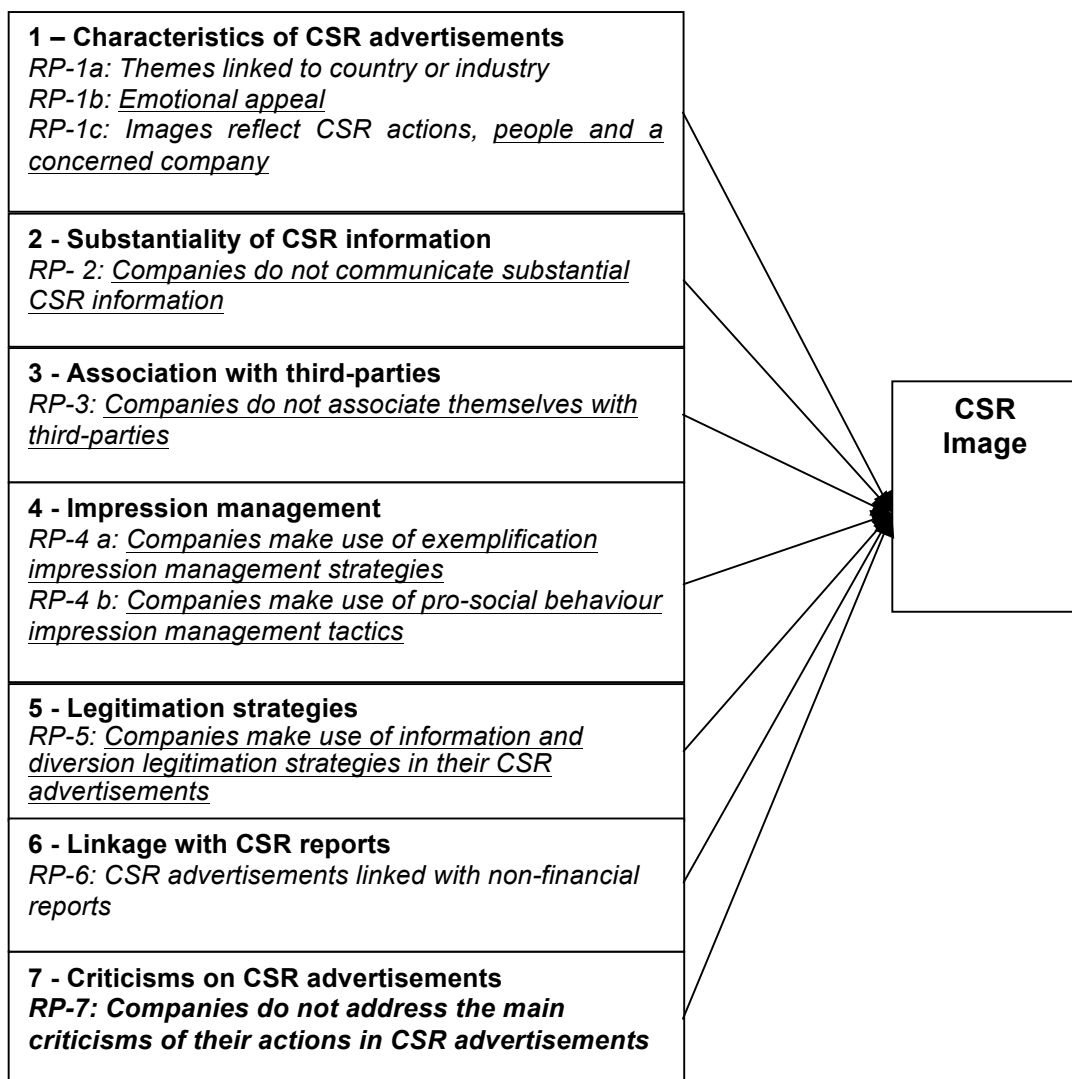 1 – Characteristics of CSR advertisements
RP-1a: Themes linked to country or industry
RP-1b: Emotional appeal
RP-1c: Images reflect CSR actions, people and a
concerned company
2 - Substantiality of CSR information
RP- 2: Companies do not communicate substantial
CSR information
3 - Association with third-parties
RP-3: Companies do not associate themselves with
third-parties
4 - Impression management
RP-4 a: Companies make use of exemplification
impression management strategies
RP-4 b: Companies make use of pro-social behaviour
impression management tactics
5 - Legitimation strategies
RP-5: Companies make use of information and
diversion legitimation strategies in their CSR
advertisements
6 - Linkage with CSR reports
RP-6: CSR advertisements linked with non-financial
reports
7 - Criticisms on CSR advertisements
RP-7: Companies do not address the main
criticisms of their actions in CSR advertisements
CSR
Image